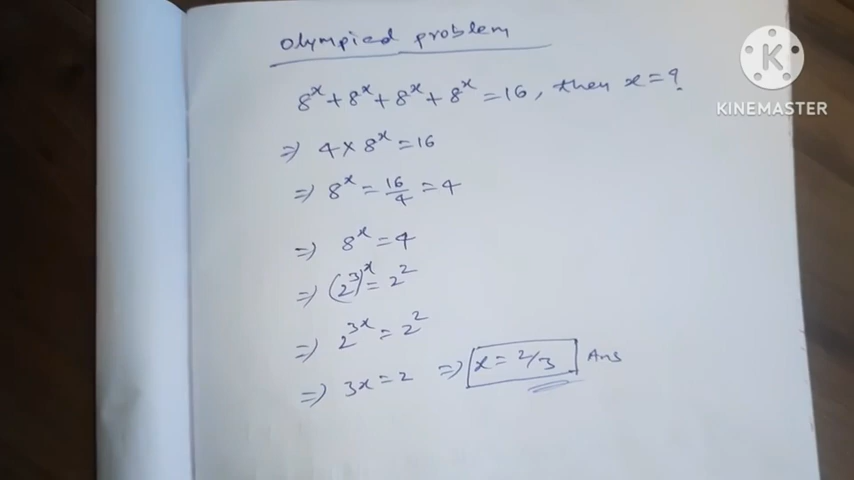 Olympied problem
8^x + 8^x + 8^x + 8^x = 16, then x = ?
⇒ 4 × 8^x = 16
⇒ 8^x = 16/4 = 4
⇒ 8^x = 4
⇒ (2^3)^x = 2^2
⇒ 2^3x = 2^2
⇒ 3x = 2 ⇒ x = 2/3 Ans
K
KINEMASTER